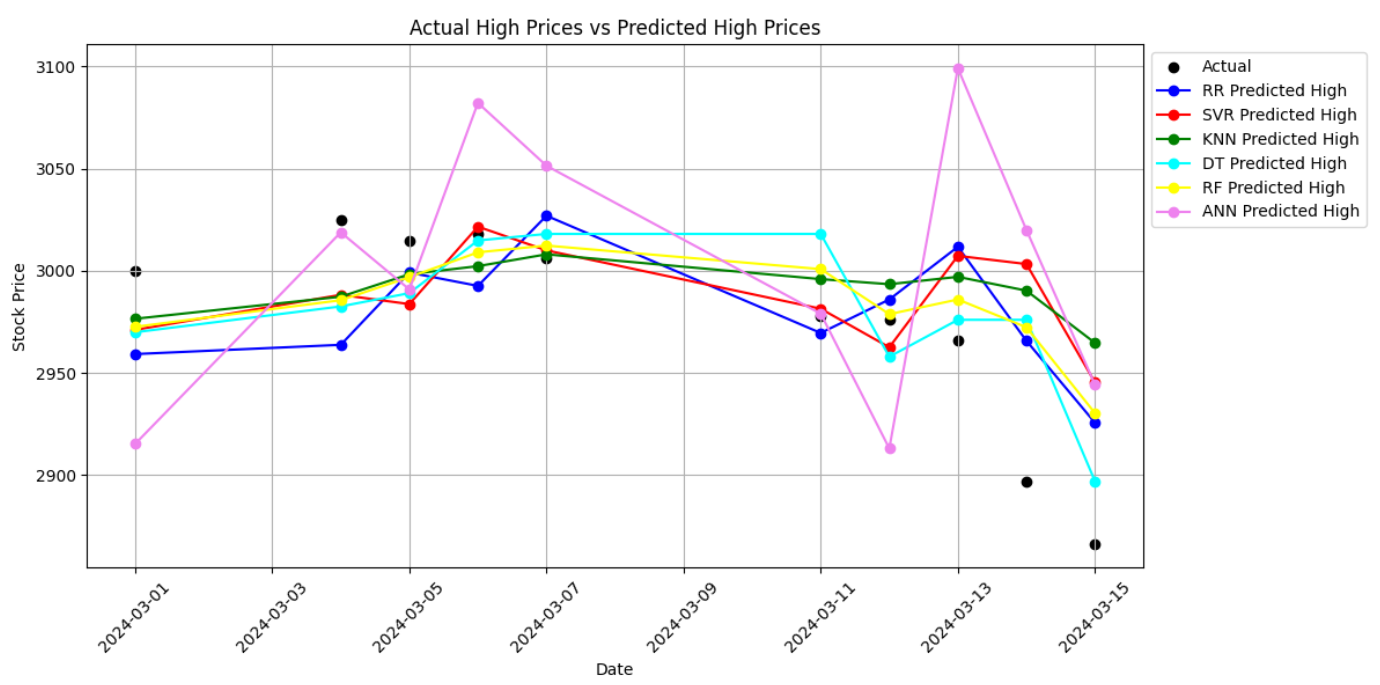 Actual High Prices vs Predicted High Prices
Stock Price
3100
3050
3000
2950
2900
2024-03-01
2024-03-03
2024-03-05
2024-03-07
2024-03-09
2024-03-11
2024-03-13
2024-03-15
Date
Actual
RR Predicted High
SVR Predicted High
KNN Predicted High
DT Predicted High
RF Predicted High
ANN Predicted High